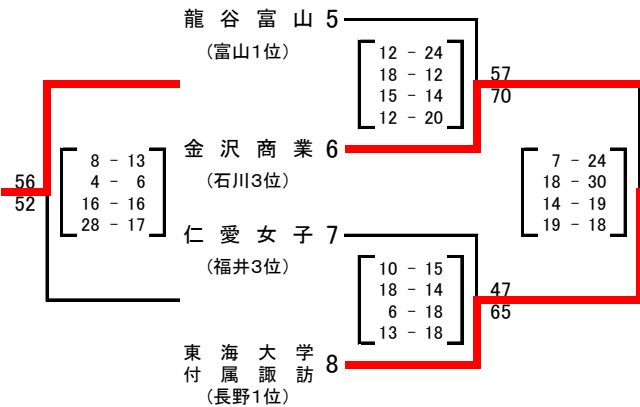 龍谷富山 5
(富山1位)
12 - 24
18 - 12
15 - 14
12 - 20
57
70
金沢商業 6
(石川3位)
8 - 13
4 - 6
16 - 16
28 - 17
56
52
7 - 24
18 - 30
14 - 19
19 - 18
仁愛女子 7
(福井3位)
10 - 15
18 - 14
6 - 18
13 - 18
47
65
東海大学
付属諏訪 8
(長野1位)